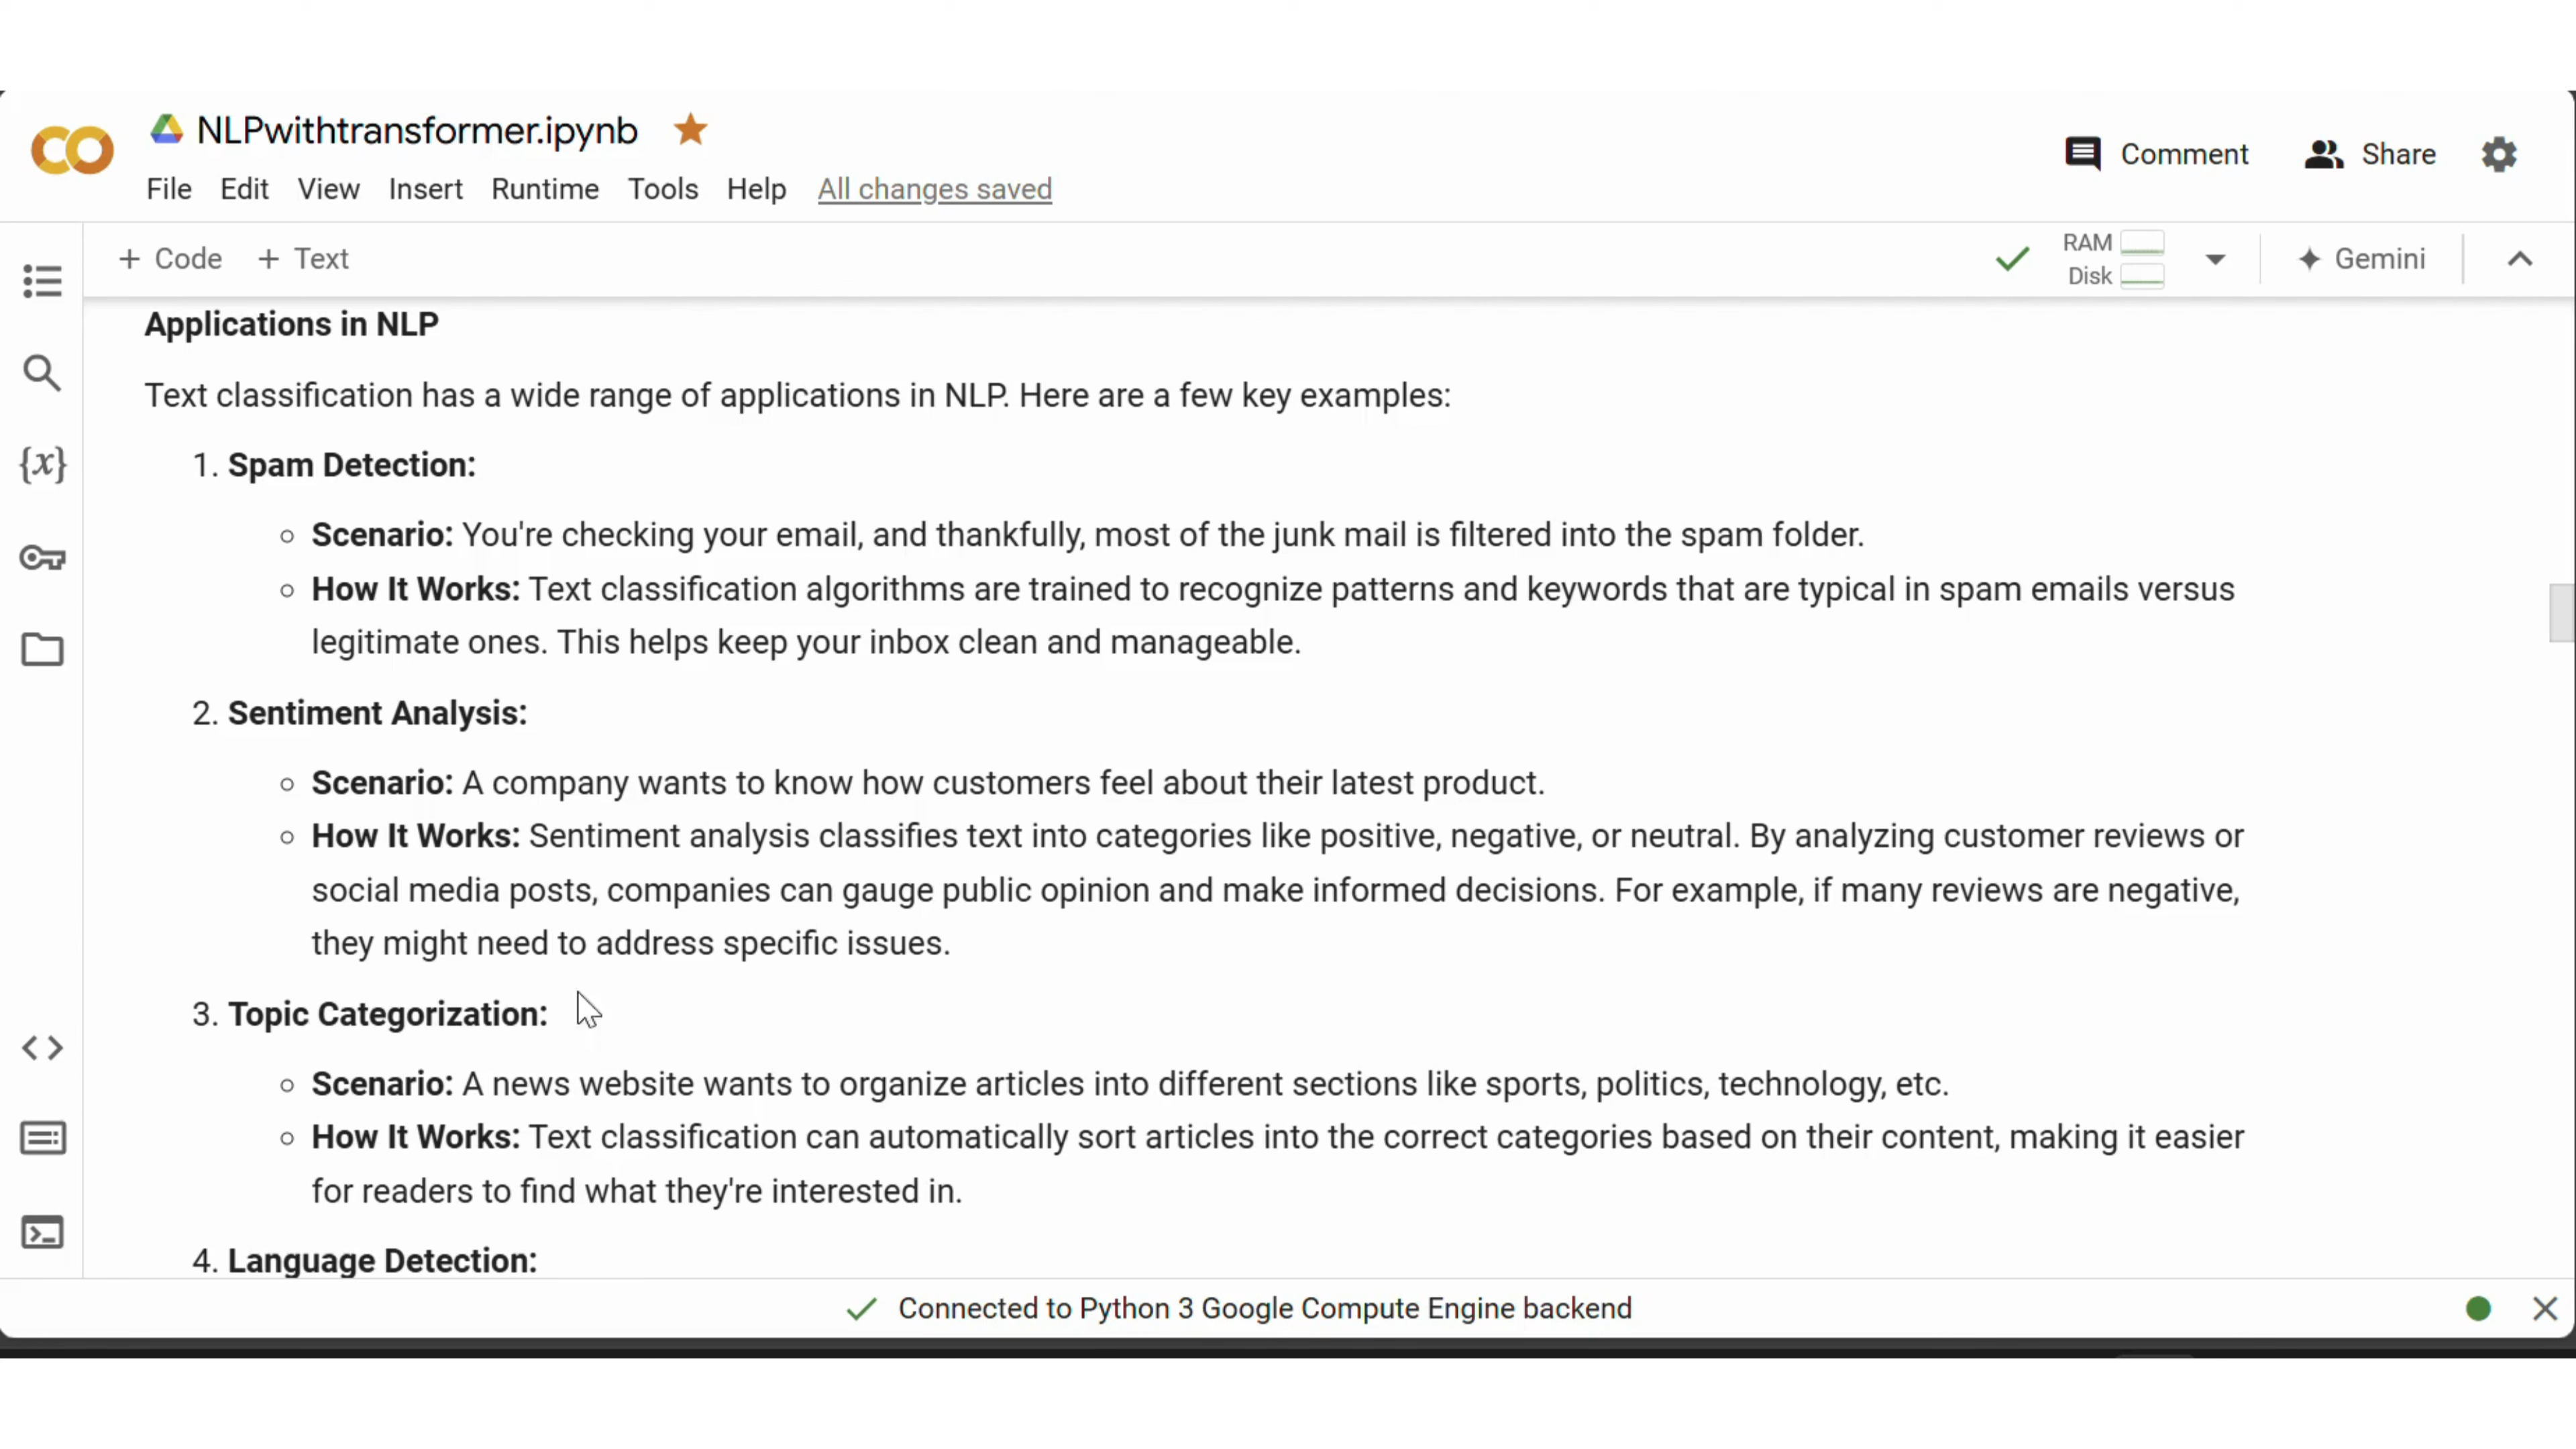 NLPwithtransformer.ipynb
Comment
Share
File Edit View Insert Runtime Tools Help All changes saved
+ Code + Text
RAM
Disk
Gemini
Applications in NLP
Text classification has a wide range of applications in NLP. Here are a few key examples:
1. Spam Detection:
Scenario: You're checking your email, and thankfully, most of the junk mail is filtered into the spam folder.
How It Works: Text classification algorithms are trained to recognize patterns and keywords that are typical in spam emails versus
legitimate ones. This helps keep your inbox clean and manageable.
2. Sentiment Analysis:
Scenario: A company wants to know how customers feel about their latest product.
How It Works: Sentiment analysis classifies text into categories like positive, negative, or neutral. By analyzing customer reviews or
social media posts, companies can gauge public opinion and make informed decisions. For example, if many reviews are negative,
they might need to address specific issues.
3. Topic Categorization:
Scenario: A news website wants to organize articles into different sections like sports, politics, technology, etc.
How It Works: Text classification can automatically sort articles into the correct categories based on their content, making it easier
for readers to find what they're interested in.
4. Language Detection:
Connected to Python 3 Google Compute Engine backend